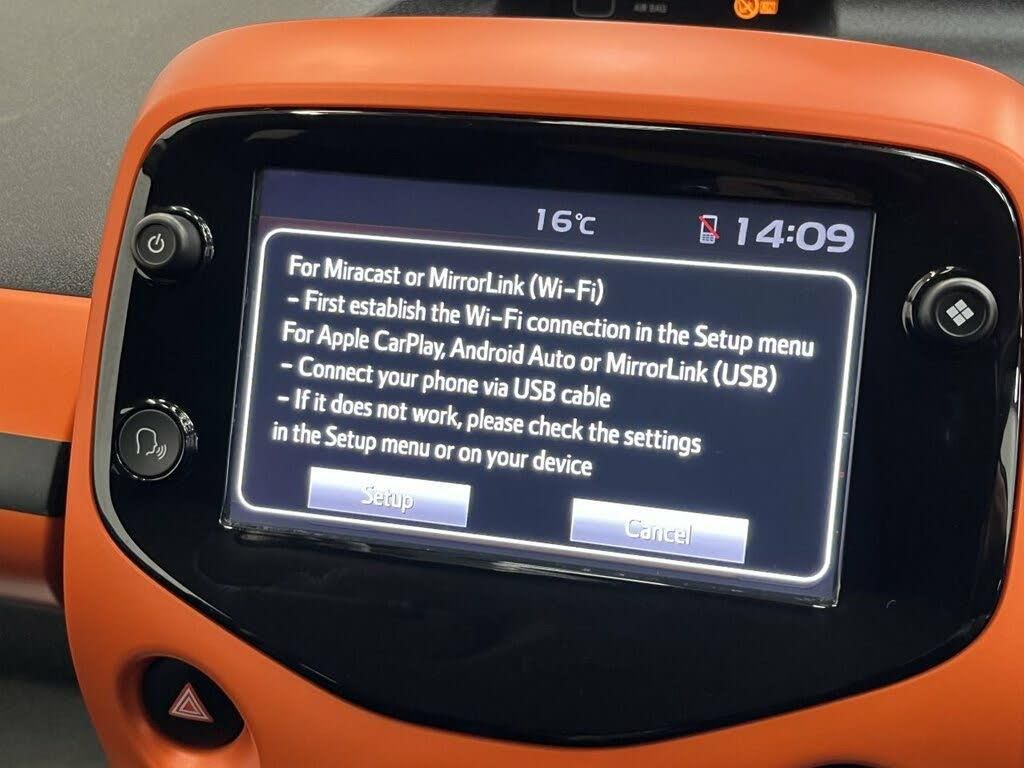 AIR BAG
16°C
14:09
For Miracast or MirrorLink (Wi-Fi)
- First establish the Wi-Fi connection in the Setup menu
For Apple CarPlay, Android Auto or MirrorLink (USB)
- Connect your phone via USB cable
- If it does not work, please check the settings
in the Setup menu or on your device
Setup
Cancel